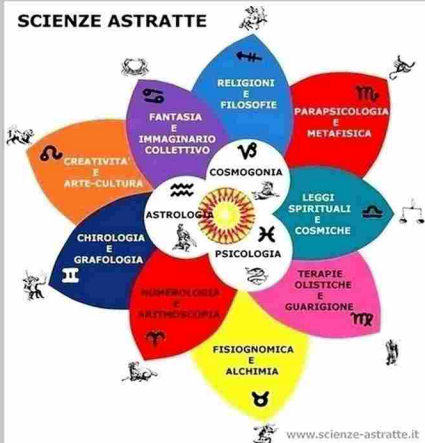 SCIENZE ASTRATTE
RELIGIONI
E
FILOSOFIE
PARAPSICOLOGIA
E
METAFISICA
FANTASIA
E
IMMAGINARIO
COLLETTIVO
COSMOGONIA
CREATIVITA'
E
ARTE-CULTURA
LEGGI
SPIRITUALI
E
COSMICHE
ASTROLOGIA
PSICOLOGIA
CHIROLOGIA
E
GRAFOLOGIA
TERAPIE
OLISTICHE
E
GUARIGIONE
NUMEROLOGIA
E
ARITMOSCOPIA
FISIOGNOMICA
E
ALCHIMIA
www.scienze-astratte.it